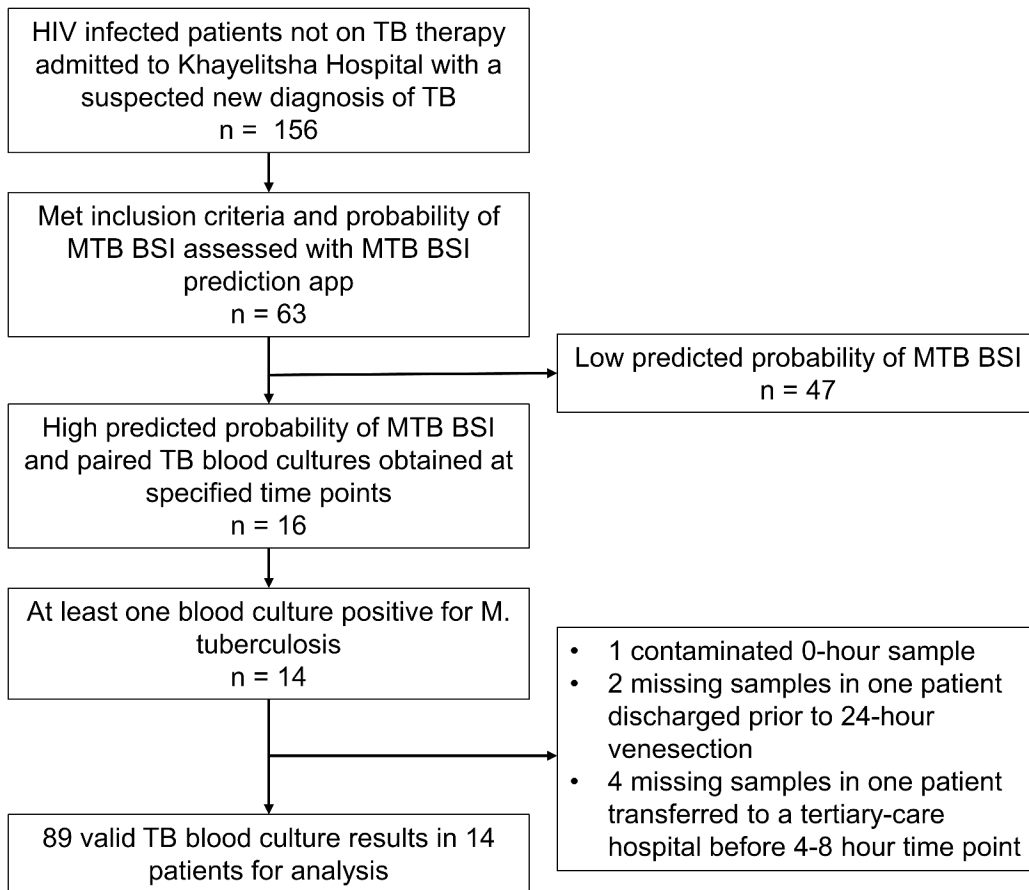 HIV infected patients not on TB therapy
admitted to Khayelitsha Hospital with a
suspected new diagnosis of TB
n =  156
Met inclusion criteria and probability of
MTB BSI assessed with MTB BSI
prediction app
n = 63
Low predicted probability of MTB BSI
n = 47
High predicted probability of MTB BSI
and paired TB blood cultures obtained at
specified time points
n = 16
At least one blood culture positive for M.
tuberculosis
n = 14
• 1 contaminated 0-hour sample
• 2 missing samples in one patient
discharged prior to 24-hour
venesection
• 4 missing samples in one patient
transferred to a tertiary-care
hospital before 4-8 hour time point
89 valid TB blood culture results in 14
patients for analysis